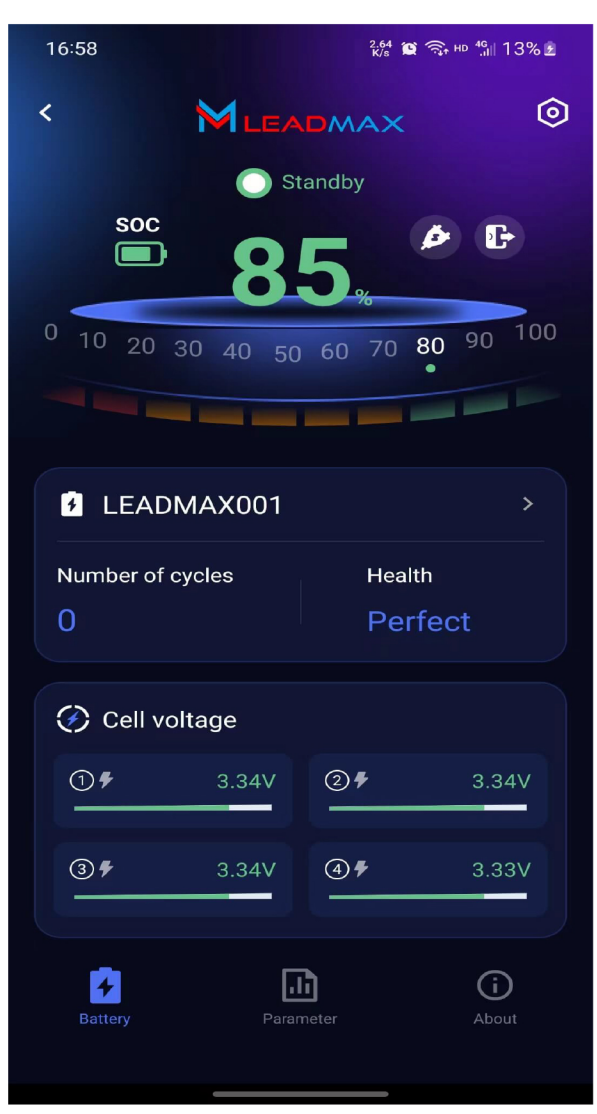 16:58 2.64 K/s HD 4G 13%
LEADMAX
Standby
SOC
85%
0 10 20 30 40 50 60 70 80 90 100
LEADMAX001
Number of cycles Health
0 Perfect
Cell voltage
1 3.34V 2 3.34V
3 3.34V 4 3.33V
Battery Parameter About